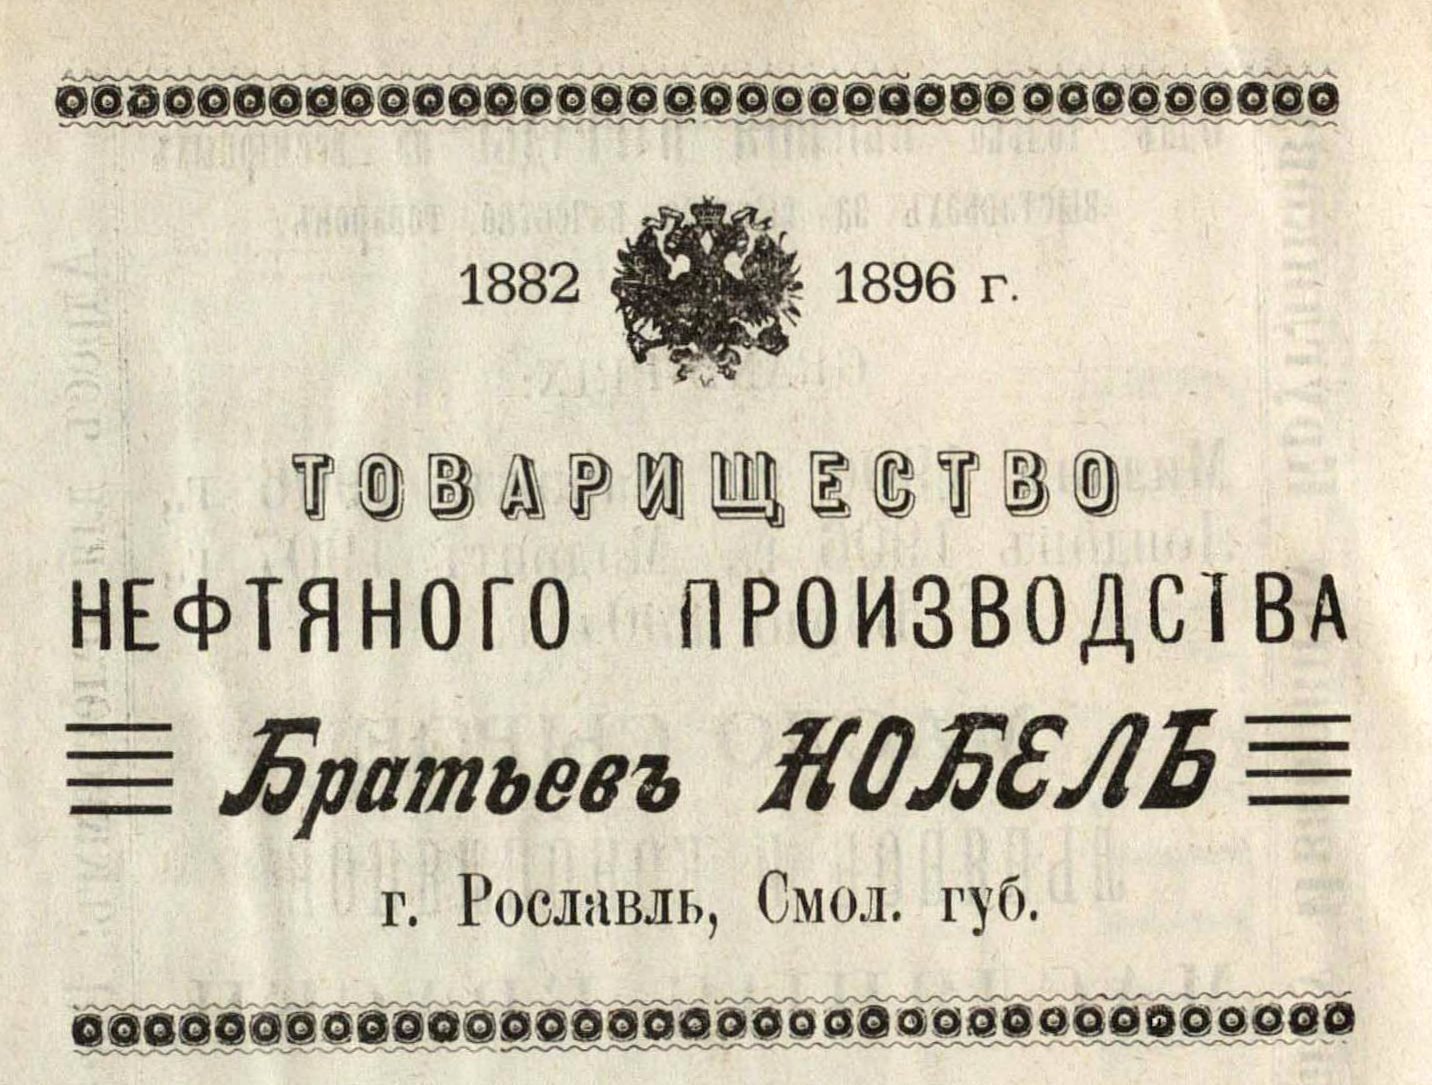 1882 1896 г.
ТОВАРИЩЕСТВО
НЕФТЯНОГО ПРОИЗВОДСТВА
Братьевъ НОБЕЛЬ
г. Рославль, Смол. губ.